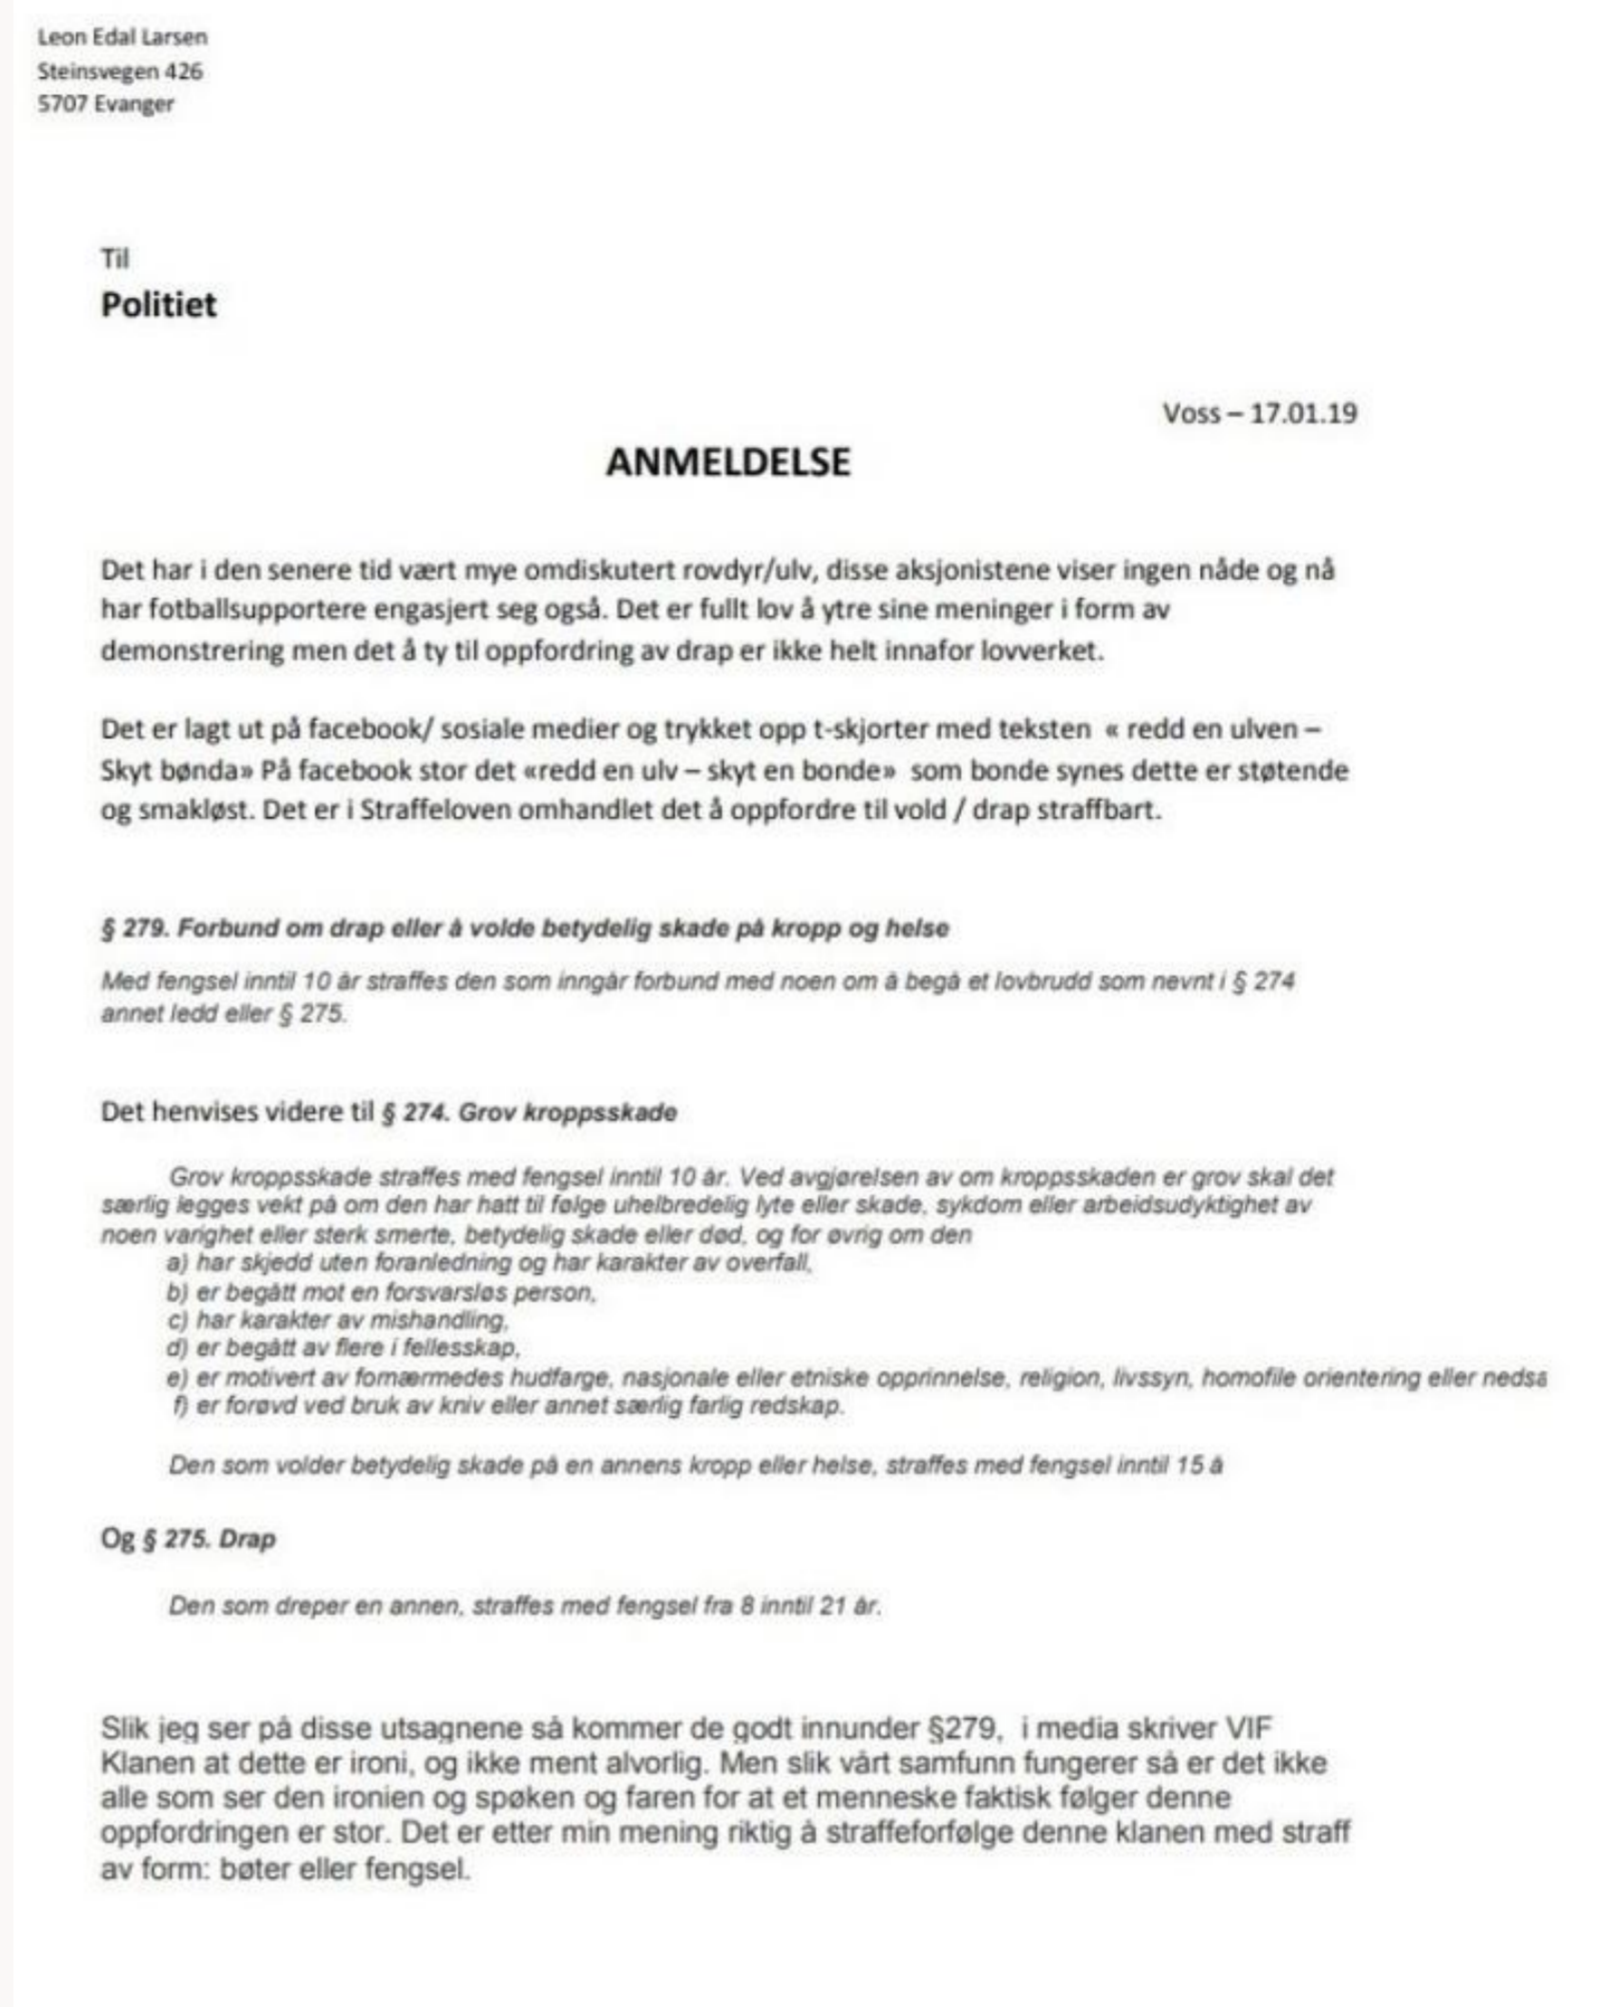 Leon Edal Larsen
Steinsvegen 426
5707 Evanger
Til
Politiet
Voss – 17.01.19
ANMELDELSE
Det har i den senere tid vært mye omdiskutert rovdyr/ulv, disse aksjonistene viser ingen nåde og nå
har fotballsupportere engasjert seg også. Det er fullt lov å ytre sine meninger i form av
demonstrering men det å ty til oppfordring av drap er ikke helt innafor lovverket.
Det er lagt ut på facebook/ sosiale medier og trykket opp t-skjorter med teksten « redd en ulven –
Skyt bønda» På facebook stor det «redd en ulv – skyt en bonde» som bonde synes dette er støtende
og smakløst. Det er i Straffeloven omhandlet det å oppfordre til vold / drap straffbart.
§ 279. Forbund om drap eller å volde betydelig skade på kropp og helse
Med fengsel inntil 10 år straffes den som inngår forbund med noen om å begå et lovbrudd som nevnt i § 274
annet ledd eller § 275.
Det henvises videre til § 274. Grov kroppsskade
Grov kroppsskade straffes med fengsel inntil 10 år. Ved avgjørelsen av om kroppsskaden er grov skal det
særlig legges vekt på om den har hatt til følge uhelbredelig lyte eller skade, sykdom eller arbeidsudyktighet av
noen varighet eller sterk smerte, betydelig skade eller død, og for øvrig om den
a) har skjedd uten foranledning og har karakter av overfall,
b) er begått mot en forsvarsløs person,
c) har karakter av mishandling,
d) er begått av flere i fellesskap,
e) er motivert av fornærmedes hudfarge, nasjonale eller etniske opprinnelse, religion, livssyn, homofile orientering eller nedsa
f) er forøvd ved bruk av kniv eller annet særlig farlig redskap.
Den som volder betydelig skade på en annens kropp eller helse, straffes med fengsel inntil 15 å
Og § 275. Drap
Den som dreper en annen, straffes med fengsel fra 8 inntil 21 år.
Slik jeg ser på disse utsagnene så kommer de godt innunder §279, i media skriver VIF
Klanen at dette er ironi, og ikke ment alvorlig. Men slik vårt samfunn fungerer så er det ikke
alle som ser den ironien og spøken og faren for at et menneske faktisk følger denne
oppfordringen er stor. Det er etter min mening riktig å straffeforfølge denne klanen med straff
av form: bøter eller fengsel.